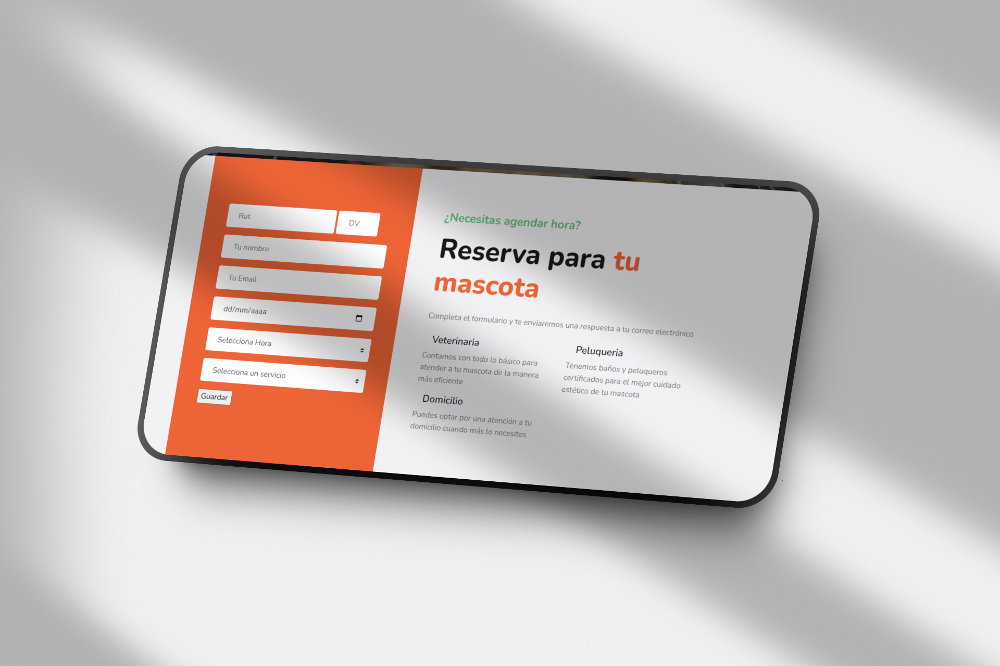 Rut
DV
Tu nombre
Tu Email
dd/mm/aaaa
Selecciona Hora
Selecciona un servicio
Guardar
¿Necesitas agendar hora?
Reserva para tu
mascota
Completa el formulario y te enviaremos una respuesta a tu correo electrónico
Veterinaria
Contamos con todo lo básico para
atender a tu mascota de la manera
más eficiente
Peluqueria
Tenemos baños y peluqueros
certificados para el mejor cuidado
estético de tu mascota
Domicilio
Puedes optar por una atención a tu
domicilio cuando más lo necesites